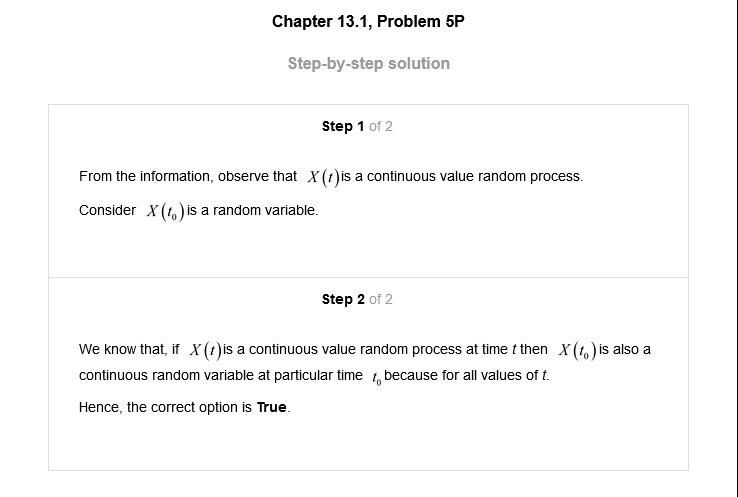 Chapter 13.1, Problem 5P
Step-by-step solution
Step 1 of 2
From the information, observe that X(t)is a continuous value random process.
Consider X(t₀)is a random variable.
Step 2 of 2
We know that, if X(t)is a continuous value random process at time t then X(t₀)is also a
continuous random variable at particular time t₀ because for all values of t.
Hence, the correct option is True.